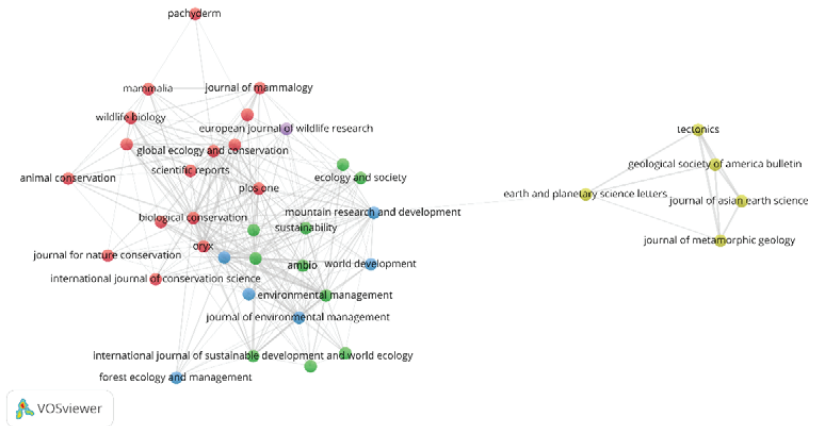 pachyderm
mammalia
journal of mammalogy
wildlife biology
european journal of wildlife research
tectonics
global ecology and conservation
geological society of america bulletin
scientific reports
animal conservation
ecology and society
plos one
earth and planetary science letters
journal of asian earth science
mountain research and development
biological conservation
sustainability
journal of metamorphic geology
oryx
journal for nature conservation
ambio
world development
international journal of conservation science
environmental management
journal of environmental management
international journal of sustainable development and world ecology
forest ecology and management
VOSviewer